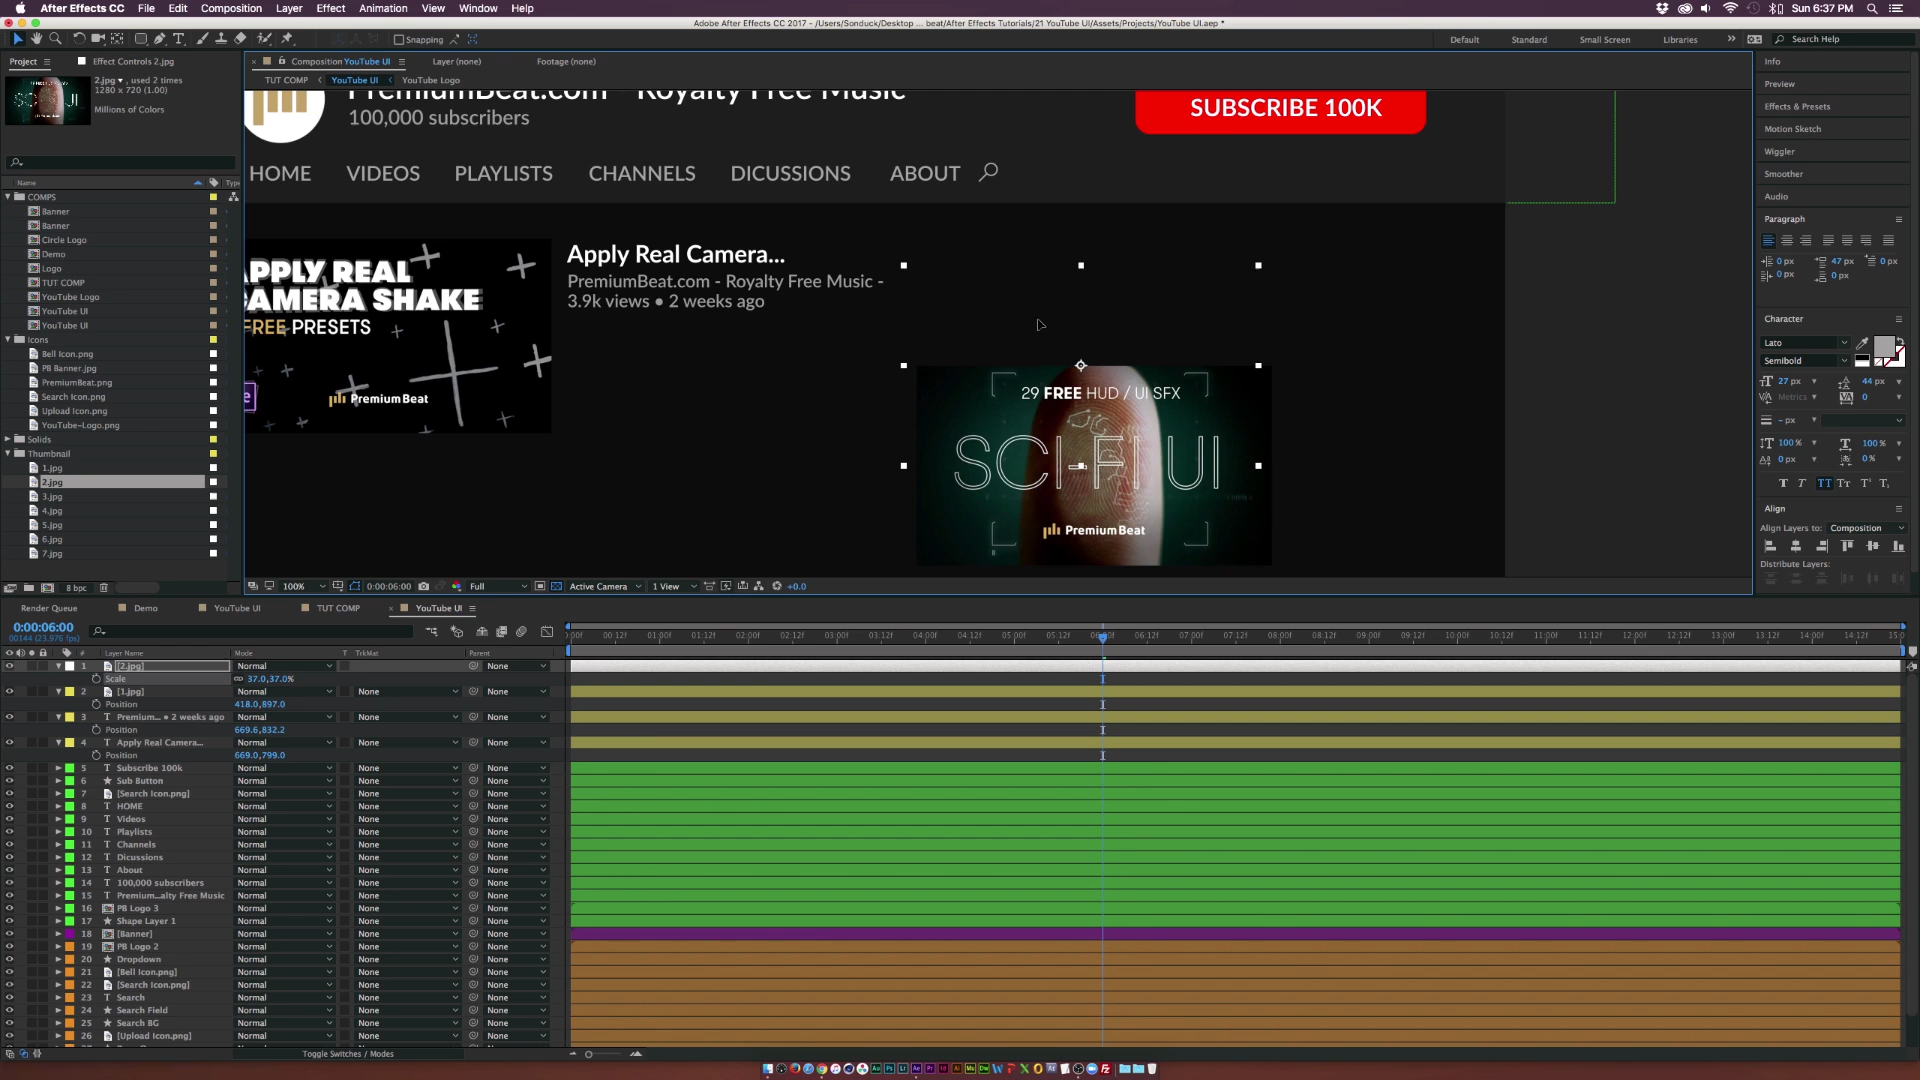 After Effects CC File Edit Composition Layer Effect Animation View Window Help
Sun 6:37 PM
Adobe After Effects CC 2017 - /Users/Sonduck/Desktop ... beat/After Effects Tutorials/21 YouTube UI/Assets/Projects/YouTube UI.aep *
Snapping
Default Standard Small Screen Libraries Search Help
Project Effect Controls 2.jpg
2.jpg , used 2 times
1280 x 720 (1.00)
Millions of Colors
Name Type
COMPS
Banner
Banner
Circle Logo
Demo
Logo
TUT COMP
YouTube Logo
YouTube UI
YouTube UI
Icons
Bell Icon.png
PB Banner.jpg
PremiumBeat.png
Search Icon.png
Upload Icon.png
YouTube-Logo.png
Solids
Thumbnail
1.jpg
2.jpg
3.jpg
4.jpg
5.jpg
6.jpg
7.jpg
8 bpc
Composition YouTube UI Layer (none) Footage (none)
TUT COMP YouTube UI YouTube Logo
PremiumBeat.com - Royalty Free Music
100,000 subscribers
SUBSCRIBE 100K
HOME VIDEOS PLAYLISTS CHANNELS DICUSSIONS ABOUT
APPLY REAL
CAMERA SHAKE
FREE PRESETS
PremiumBeat
Apply Real Camera...
PremiumBeat.com - Royalty Free Music -
3.9k views • 2 weeks ago
29 FREE HUD / UI SFX
SCI-FI UI
PremiumBeat
100% 0:00:06:00 Full Active Camera 1 View +0.0
Info
Preview
Effects & Presets
Motion Sketch
Wiggler
Smoother
Audio
Paragraph
0 px 47 px 0 px
0 px 0 px
Character
Lato
Semibold
27 px 44 px
Metrics 0
- px
100 % 100 %
0 px 0 %
Align
Align Layers to: Composition
Distribute Layers:
Render Queue Demo YouTube UI TUT COMP YouTube UI
0:00:06:00
00144 (23.976 fps)
# Layer Name Mode T TrkMat Parent
1 [2.jpg] Normal None
Scale 37.0,37.0%
2 [1.jpg] Normal None None
Position 418.0,897.0
3 Premium... • 2 weeks ago Normal None None
Position 669.6,832.2
4 Apply Real Camera... Normal None None
Position 669.0,799.0
5 Subscribe 100k Normal None None
6 Sub Button Normal None None
7 [Search Icon.png] Normal None None
8 HOME Normal None None
9 Videos Normal None None
10 Playlists Normal None None
11 Channels Normal None None
12 Dicussions Normal None None
13 About Normal None None
14 100,000 subscribers Normal None None
15 Premium...alty Free Music Normal None None
16 PB Logo 3 Normal None None
17 Shape Layer 1 Normal None None
18 [Banner] Normal None None
19 PB Logo 2 Normal None None
20 Dropdown Normal None None
21 [Bell Icon.png] Normal None None
22 [Search Icon.png] Normal None None
23 Search Normal None None
24 Search Field Normal None None
25 Search BG Normal None None
26 [Upload Icon.png] Normal None None
Toggle Switches / Modes
00f 00:12f 01:00f 01:12f 02:00f 02:12f 03:00f 03:12f 04:00f 04:12f 05:00f 05:12f 06:00f 06:12f 07:00f 07:12f 08:00f 08:12f 09:00f 09:12f 10:00f 10:12f 11:00f 11:12f 12:00f 12:12f 13:00f 13:12f 14:00f 14:12f 15:0